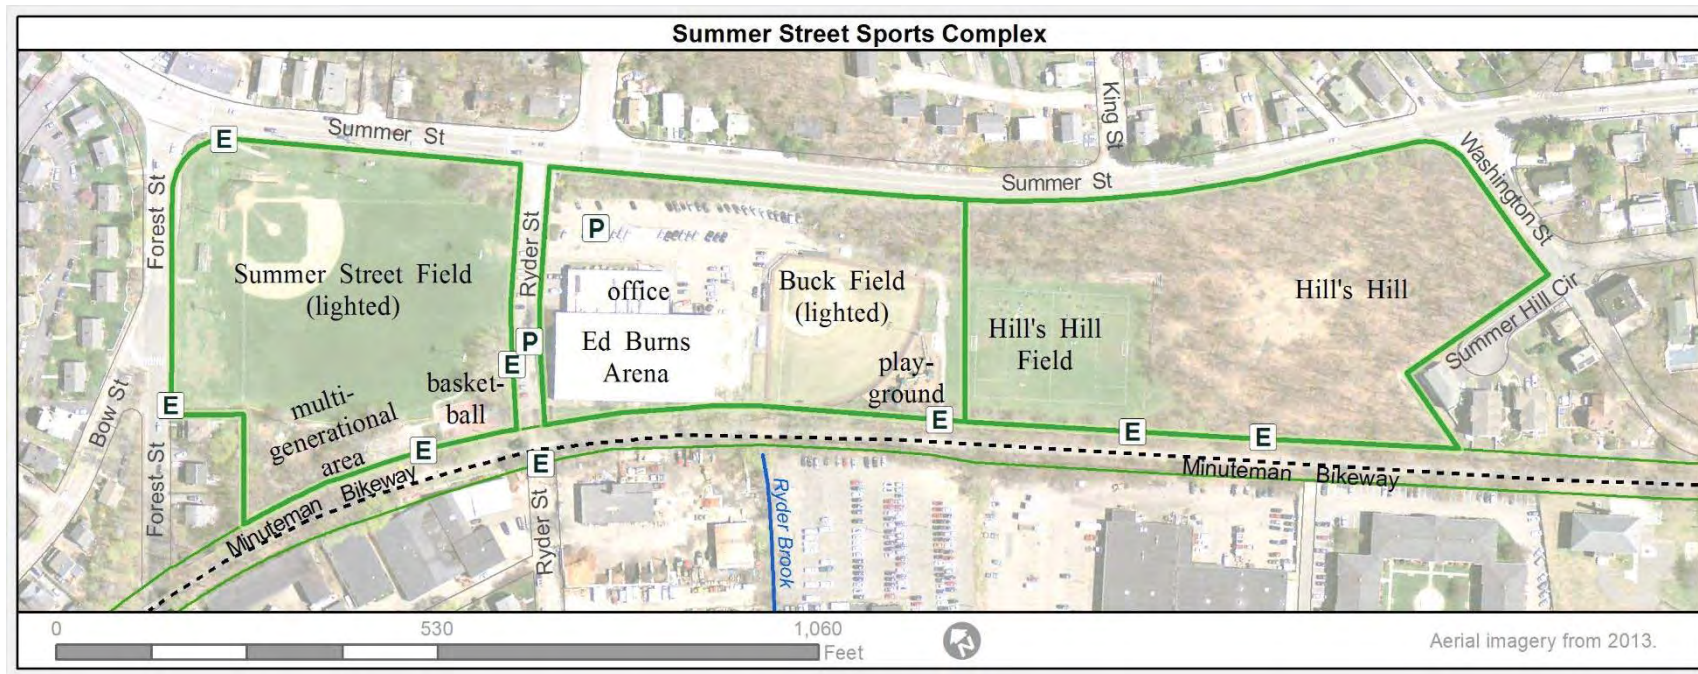 Summer Street Sports Complex
E
Summer St
King St
Washington St
Summer St
Forest St
Ryder St
P
Summer Street Field
(lighted)
office
Buck Field
(lighted)
Hill's Hill
Summer Hill Cir
Ed Burns
Arena
P
E
Hill's Hill
Field
play-
ground
basket-
ball
multi-
generational
area
E
Bow St
Forest St
E
E
E
E
E
Minuteman Bikeway
Minuteman Bikeway
Ryder St
Ryder Brook
0
530
1,060
Feet
N
Aerial imagery from 2013.